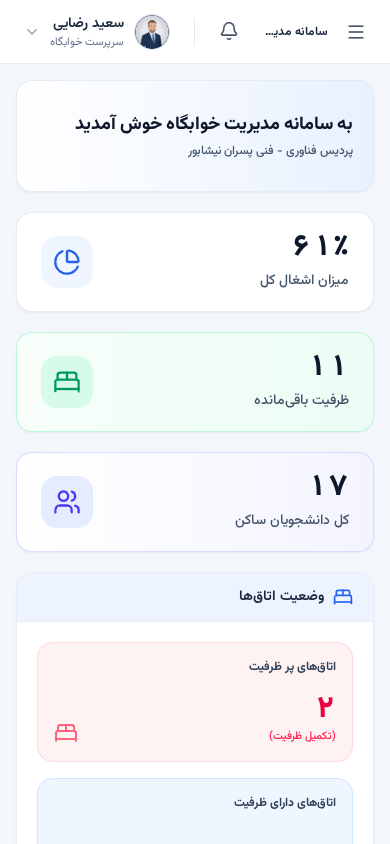 سامانه مدی...
سعید رضایی
سرپرست خوابگاه
به سامانه مدیریت خوابگاه خوش آمدید
پردیس فناوری - فنی پسران نیشابور
۶۱٪
میزان اشغال کل
۱۱
ظرفیت باقی‌مانده
۱۷
کل دانشجویان ساکن
وضعیت اتاق‌ها
اتاق‌های پر ظرفیت
۲
(تکمیل ظرفیت)
اتاق‌های دارای ظرفیت